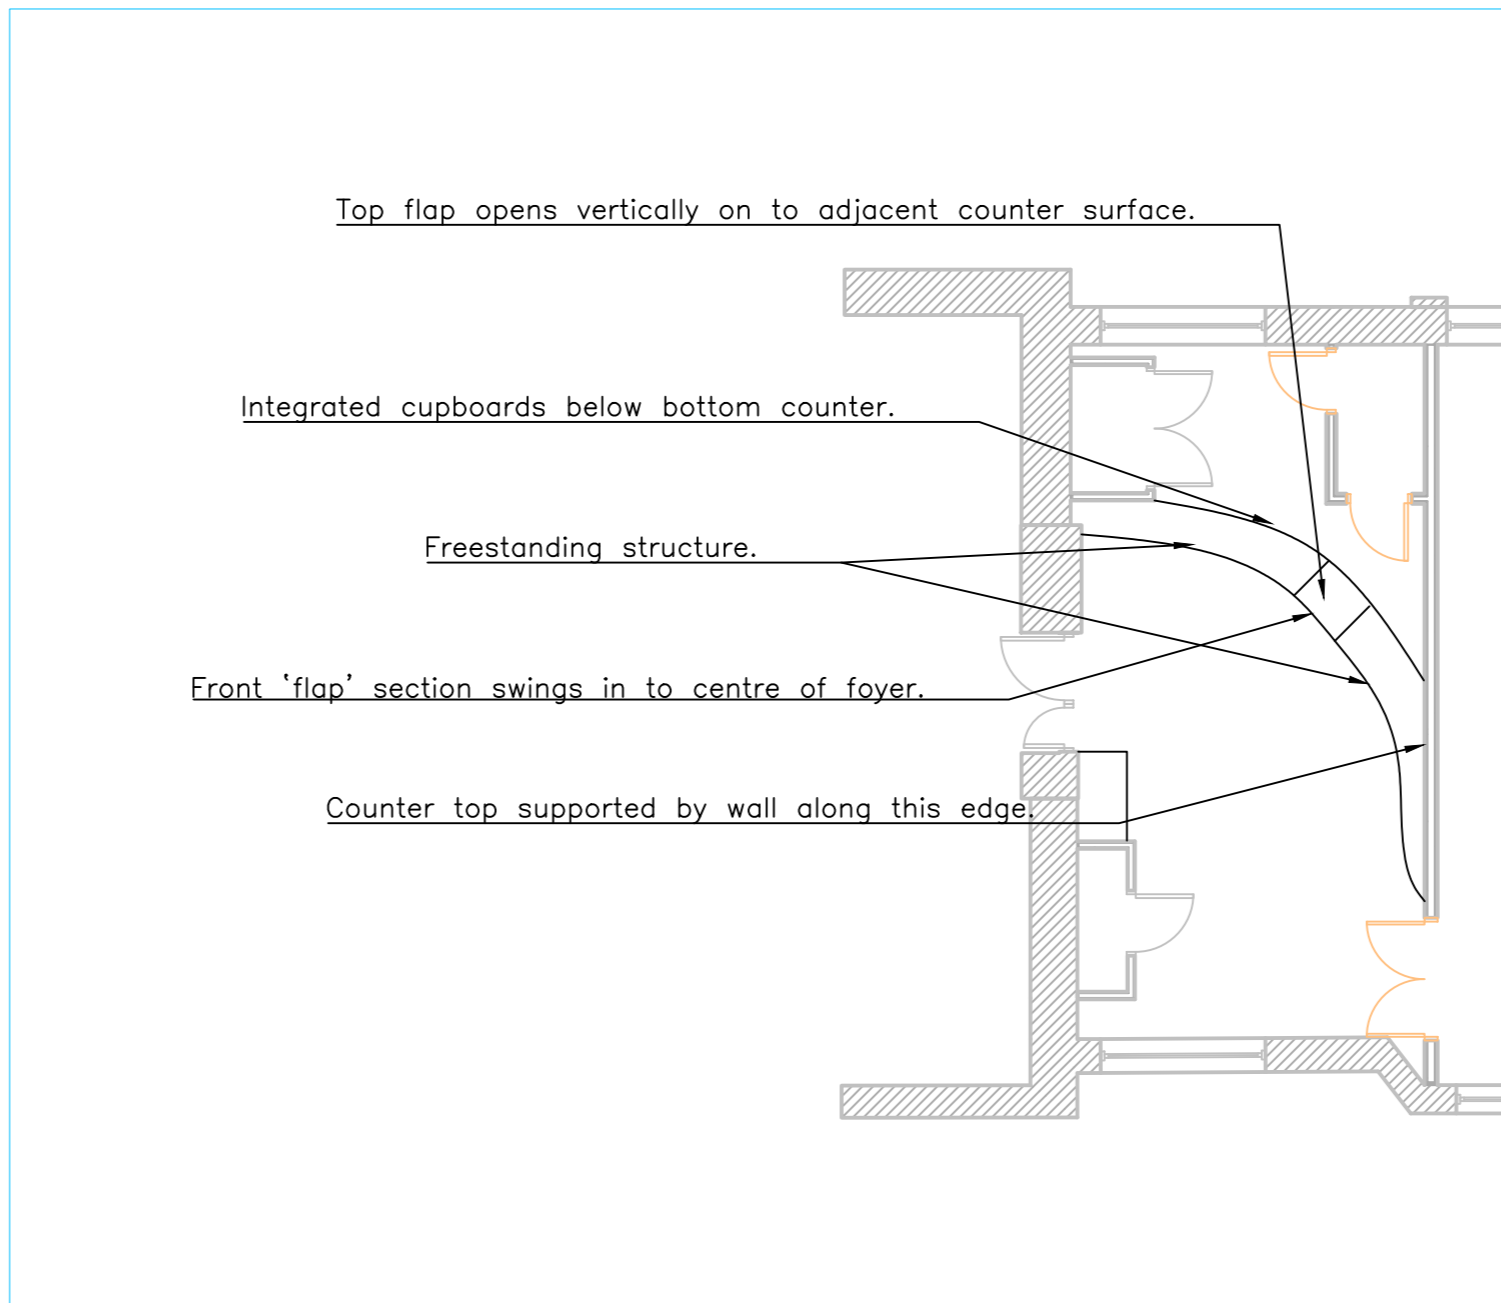 Top flap opens vertically on to adjacent counter surface.
Integrated cupboards below bottom counter.
Freestanding structure.
Front ‘flap’ section swings in to centre of foyer.
Counter top supported by wall along this edge.